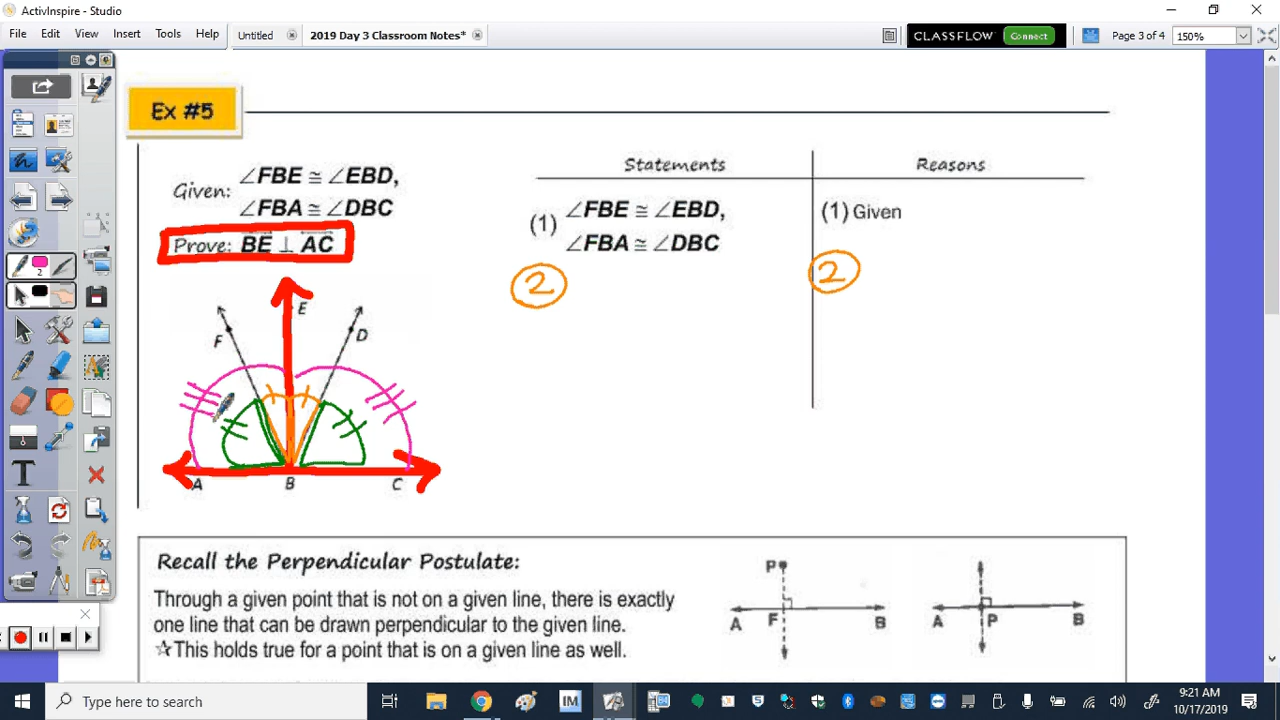 ActivInspire - Studio
File Edit View Insert Tools Help
Untitled
2019 Day 3 Classroom Notes*
CLASSFLOW Connect
Page 3 of 4
150%
Ex #5
Given: ∠FBE ≅ ∠EBD,
∠FBA ≅ ∠DBC
Prove: BE ⊥ AC
Statements
Reasons
(1) ∠FBE ≅ ∠EBD,
∠FBA ≅ ∠DBC
(1) Given
2
2
E
F
D
A
B
C
2
Recall the Perpendicular Postulate:
Through a given point that is not on a given line, there is exactly
one line that can be drawn perpendicular to the given line.
☆This holds true for a point that is on a given line as well.
P
A F B
A P B
Type here to search
IM
9:21 AM
10/17/2019